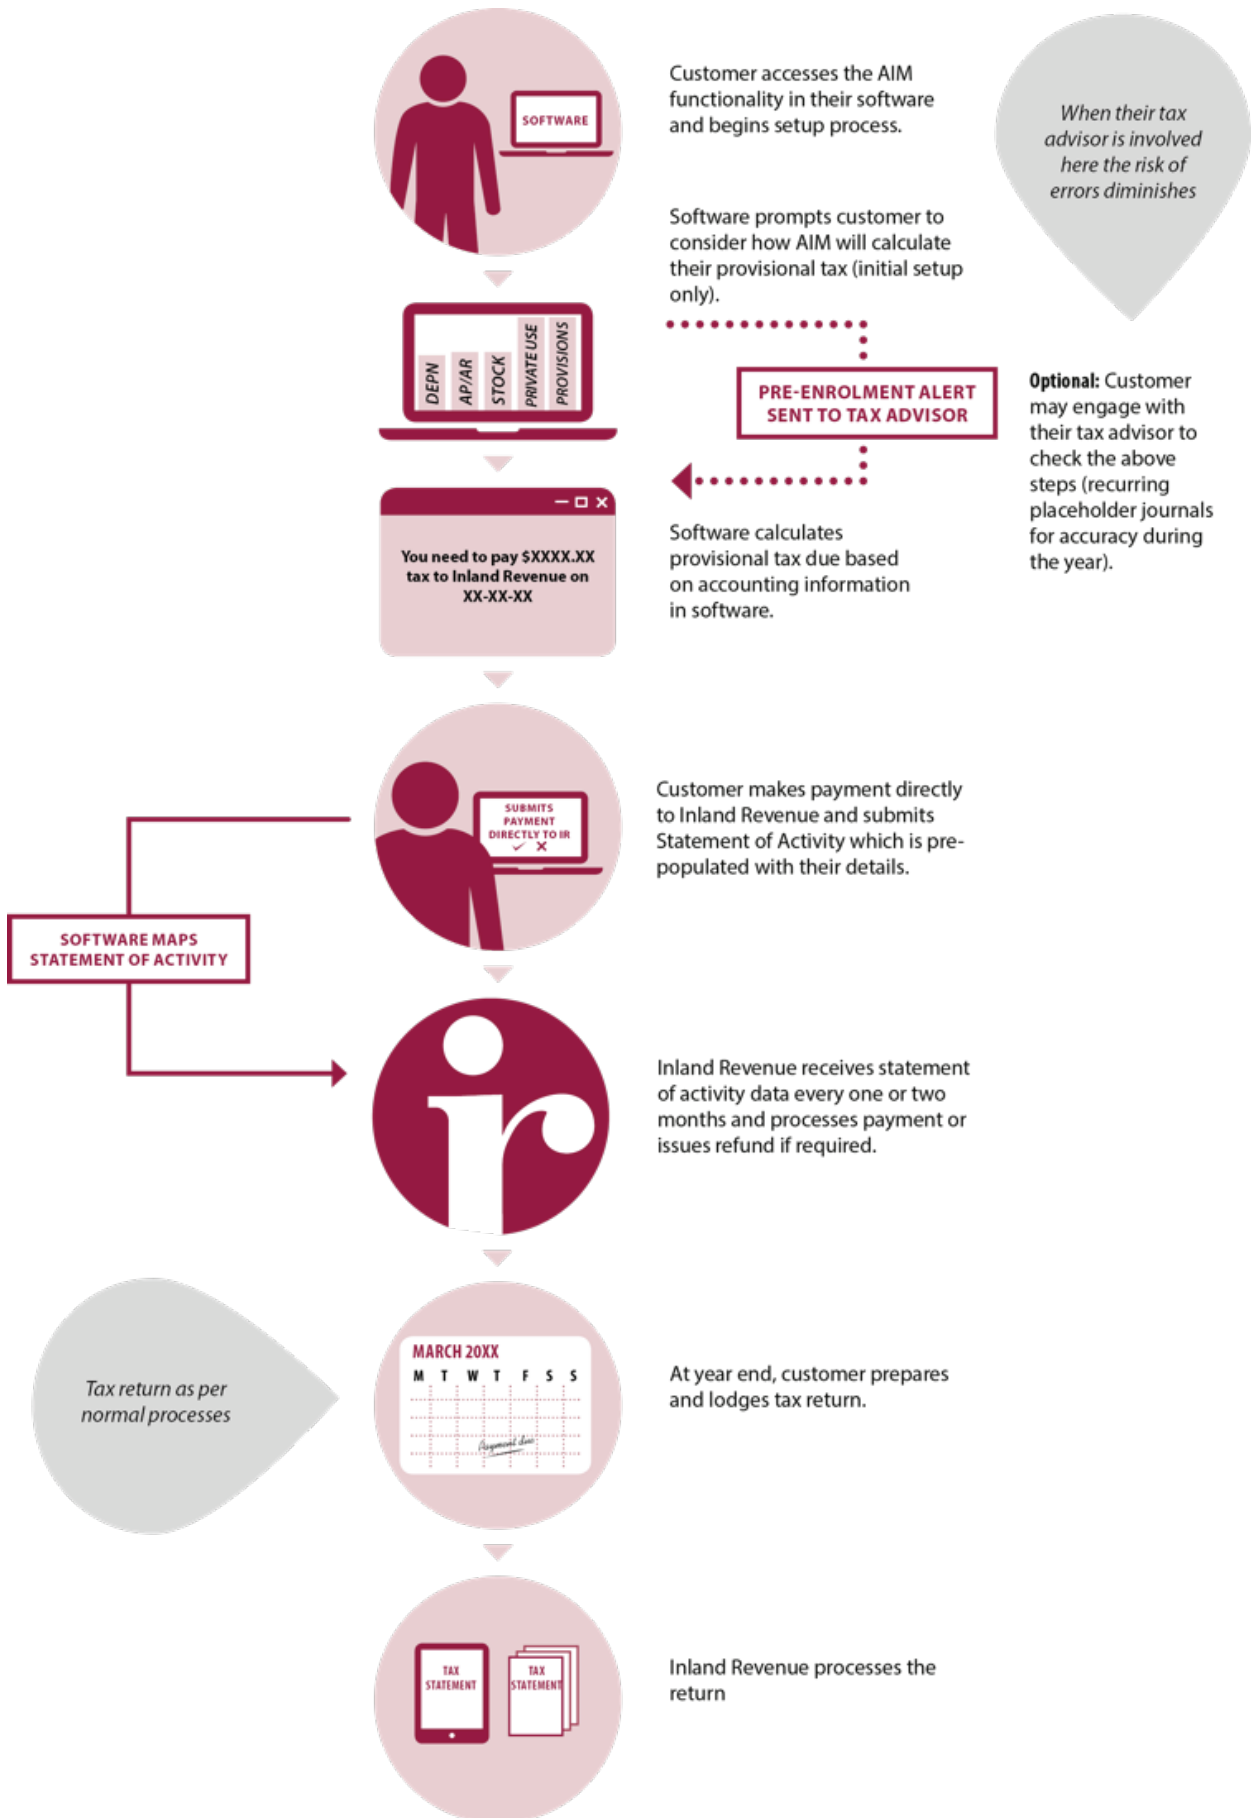 SOFTWARE
Customer accesses the AIM
functionality in their software
and begins setup process.
When their tax
advisor is involved
here the risk of
errors diminishes
Software prompts customer to
consider how AIM will calculate
their provisional tax (initial setup
only).
DEPN
AP/AR
STOCK
PRIVATE USE
PROVISIONS
PRE-ENROLMENT ALERT
SENT TO TAX ADVISOR
Optional: Customer
may engage with
their tax advisor to
check the above
steps (recurring
placeholder journals
for accuracy during
the year).
You need to pay $XXXX.XX
tax to Inland Revenue on
XX-XX-XX
Software calculates
provisional tax due based
on accounting information
in software.
SUBMITS
PAYMENT
DIRECTLY TO IR
Customer makes payment directly
to Inland Revenue and submits
Statement of Activity which is pre-
populated with their details.
SOFTWARE MAPS
STATEMENT OF ACTIVITY
ir
Inland Revenue receives statement
of activity data every one or two
months and processes payment or
issues refund if required.
Tax return as per
normal processes
MARCH 20XX
M T W T F S S
Payment due
At year end, customer prepares
and lodges tax return.
TAX
STATEMENT
TAX
STATEMENT
Inland Revenue processes the
return